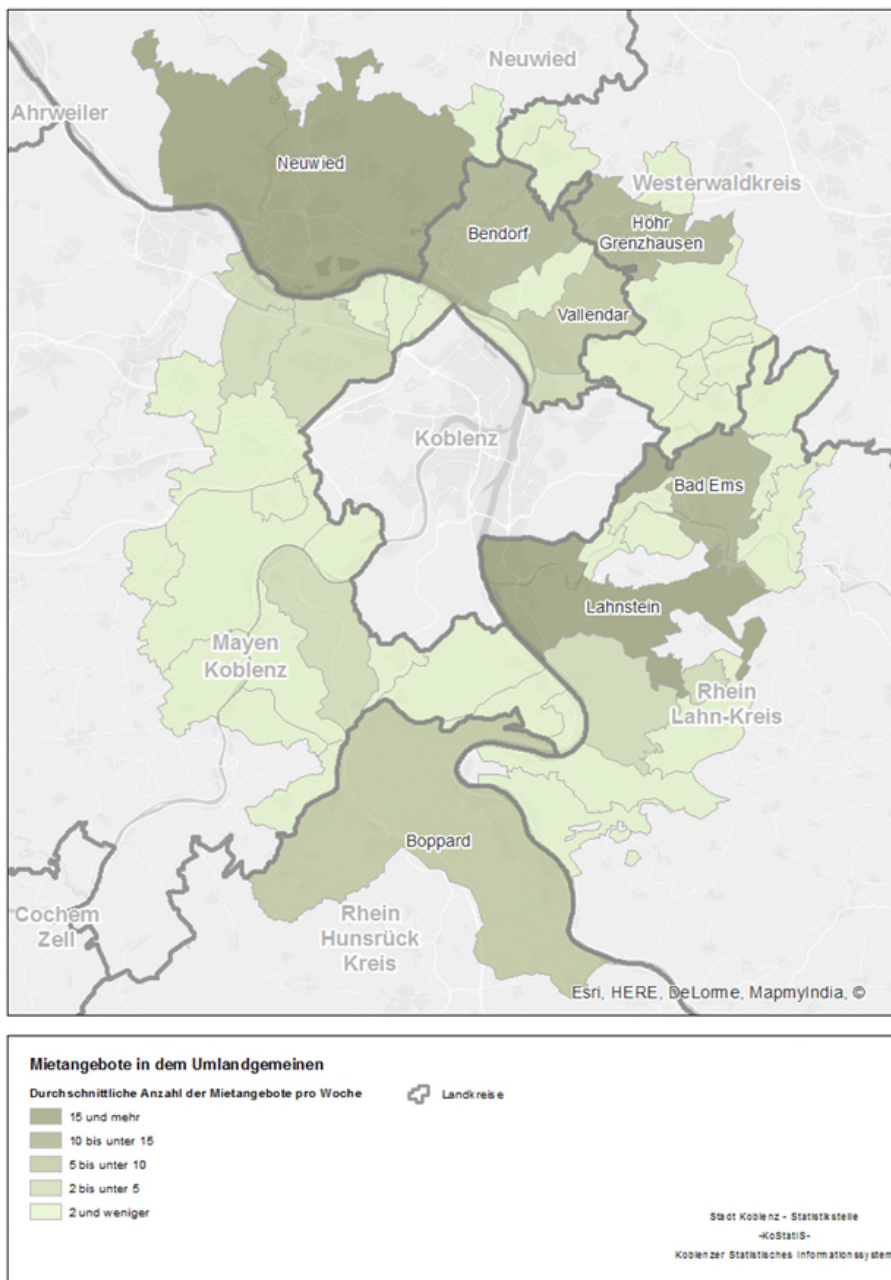 Neuwied
Ahrweiler
Neuwied
Westerwaldkreis
Bendorf
Höhr
Grenzhausen
Vallendar
Koblenz
Bad Ems
Lahnstein
Mayen
Koblenz
Rhein
Lahn-Kreis
Boppard
Cochem
Zell
Rhein
Hunsrück
Kreis
Esri, HERE, DeLorme, MapmyIndia, ©
Mietangebote in dem Umlandgemeinen
Durchschnittliche Anzahl der Mietangebote pro Woche
Landkreise
15 und mehr
10 bis unter 15
5 bis unter 10
2 bis unter 5
2 und weniger
Stadt Koblenz - Statistikstelle
-KoStatIS-
Koblenzer Statistisches Informationssystem